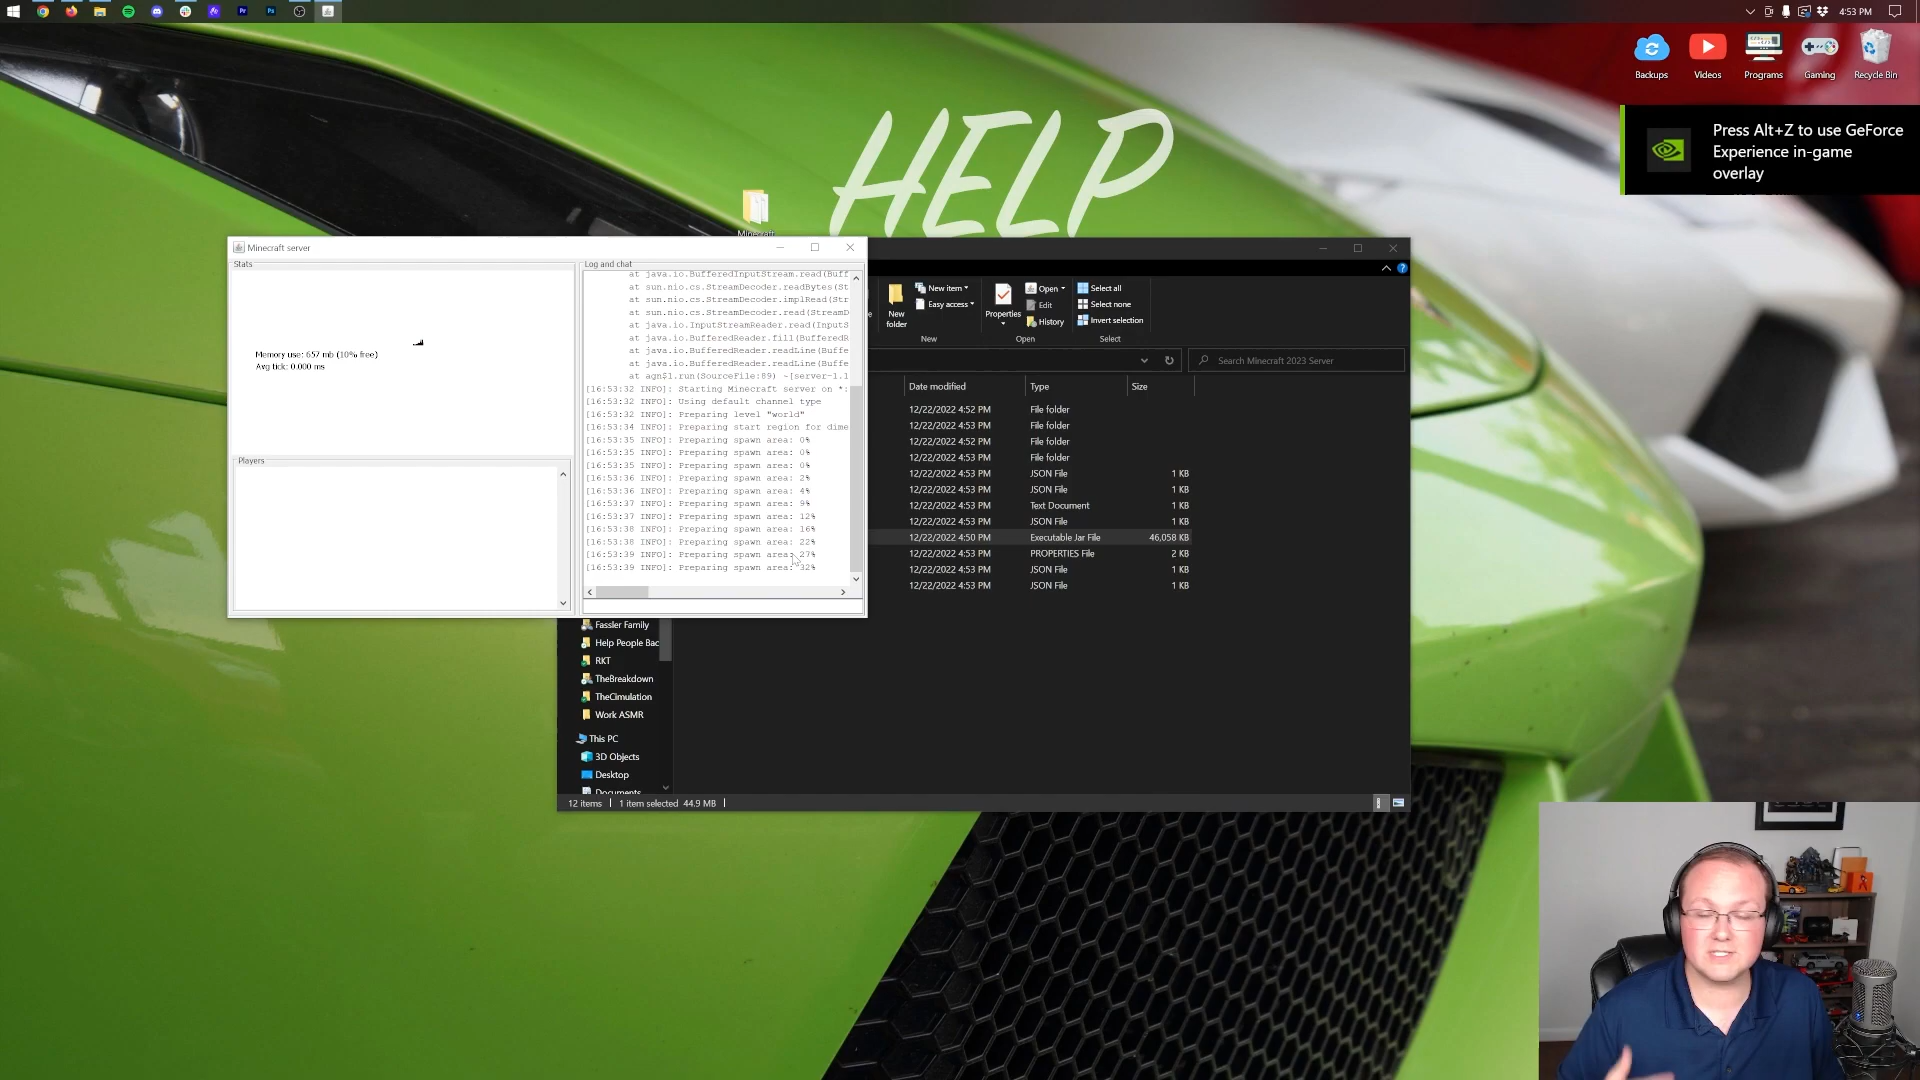 4:53 PM
Backups
Videos
Programs
Gaming
Recycle Bin
Press Alt+Z to use GeForce
Experience in-game
overlay
HELP
Minecraft
Minecraft server
Stats
Memory use: 657 mb (10% free)
Avg tick: 0.000 ms
Players
Log and chat
at java.io.BufferedInputStream.read(Buff
at sun.nio.cs.StreamDecoder.readBytes(St
at sun.nio.cs.StreamDecoder.implRead(Str
at sun.nio.cs.StreamDecoder.read(StreamD
at java.io.InputStreamReader.read(InputS
at java.io.BufferedReader.fill(BufferedR
at java.io.BufferedReader.readLine(Buffe
at java.io.BufferedReader.readLine(Buffe
at agn$1.run(SourceFile:89) ~[server-1.1
[16:53:32 INFO]: Starting Minecraft server on *:
[16:53:32 INFO]: Using default channel type
[16:53:32 INFO]: Preparing level "world"
[16:53:34 INFO]: Preparing start region for dime
[16:53:35 INFO]: Preparing spawn area: 0%
[16:53:35 INFO]: Preparing spawn area: 0%
[16:53:35 INFO]: Preparing spawn area: 0%
[16:53:36 INFO]: Preparing spawn area: 2%
[16:53:36 INFO]: Preparing spawn area: 4%
[16:53:37 INFO]: Preparing spawn area: 9%
[16:53:37 INFO]: Preparing spawn area: 12%
[16:53:38 INFO]: Preparing spawn area: 16%
[16:53:38 INFO]: Preparing spawn area: 22%
[16:53:39 INFO]: Preparing spawn area: 27%
[16:53:39 INFO]: Preparing spawn area: 32%
New item
Easy access
New
folder
New
Properties
Open
Edit
History
Open
Select all
Select none
Invert selection
Select
Search Minecraft 2023 Server
Date modified Type Size
12/22/2022 4:52 PM File folder
12/22/2022 4:53 PM File folder
12/22/2022 4:52 PM File folder
12/22/2022 4:53 PM File folder
12/22/2022 4:53 PM JSON File 1 KB
12/22/2022 4:53 PM JSON File 1 KB
12/22/2022 4:53 PM Text Document 1 KB
12/22/2022 4:53 PM JSON File 1 KB
12/22/2022 4:50 PM Executable Jar File 46,058 KB
12/22/2022 4:53 PM PROPERTIES File 2 KB
12/22/2022 4:53 PM JSON File 1 KB
12/22/2022 4:53 PM JSON File 1 KB
Fassler Family
Help People Bac
RKT
TheBreakdown
TheCimulation
Work ASMR
This PC
3D Objects
Desktop
Documents
12 items 1 item selected 44.9 MB